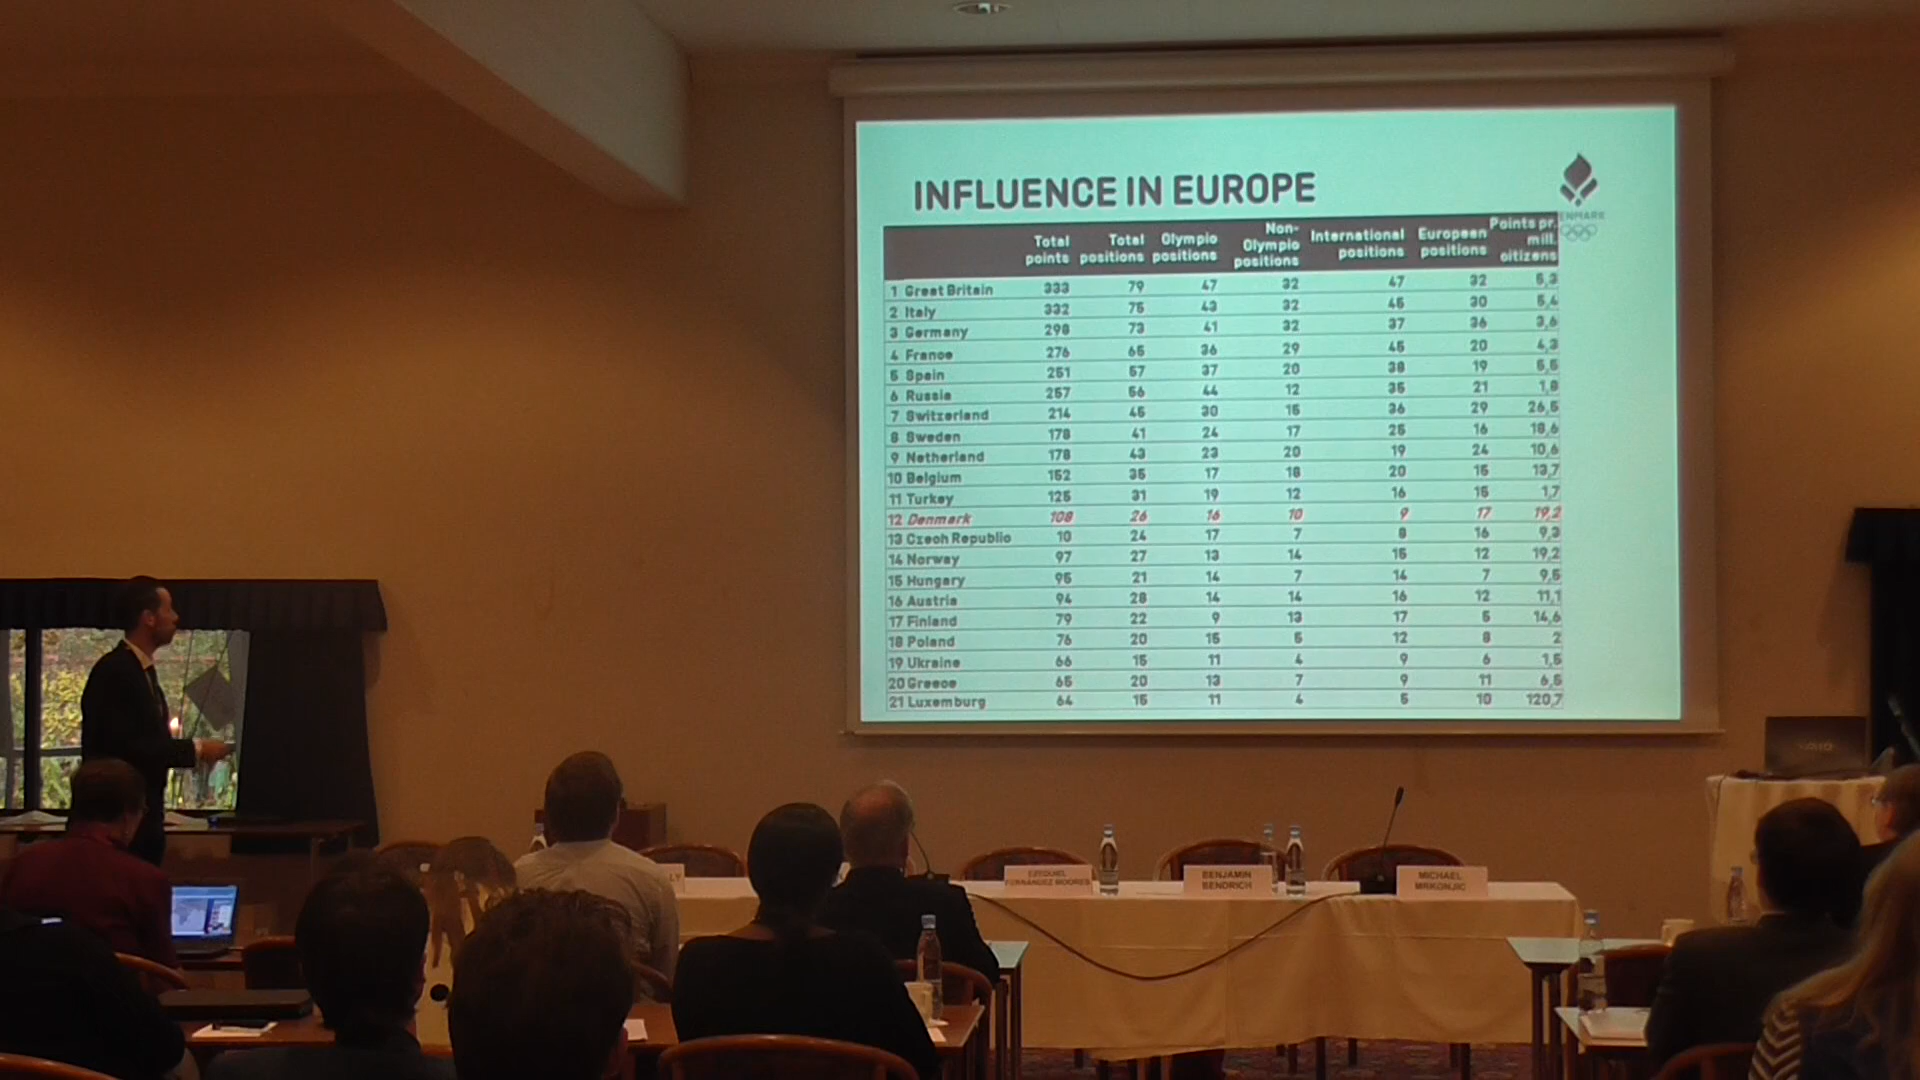 INFLUENCE IN EUROPE
ENMARK
Total points Total positions Olympic positions Non-Olympic positions International positions European positions Points pr. mill. citizens
1 Great Britain 333 79 47 32 47 32 5,3
2 Italy 332 75 43 32 45 30 5,4
3 Germany 298 73 41 32 37 36 3,6
4 France 276 65 36 29 45 20 4,3
5 Spain 251 57 37 20 38 19 5,5
6 Russia 257 56 44 12 35 21 1,8
7 Switzerland 214 45 30 15 36 29 26,5
8 Sweden 178 41 24 17 25 16 18,6
9 Netherland 178 43 23 20 19 24 10,6
10 Belgium 152 35 17 18 20 15 13,7
11 Turkey 125 31 19 12 16 15 1,7
12 Denmark 108 26 16 10 9 17 19,2
13 Czech Republic 10 24 17 7 8 16 9,3
14 Norway 97 27 13 14 15 12 19,2
15 Hungary 95 21 14 7 14 7 9,5
16 Austria 94 28 14 14 16 12 11,1
17 Finland 79 22 9 13 17 5 14,6
18 Poland 76 20 15 5 12 8 2
19 Ukraine 66 15 11 4 9 6 1,5
20 Greece 65 20 13 7 9 11 6,5
21 Luxemburg 64 15 11 4 5 10 120,7
LY
EZEQUIEL
FERNÁNDEZ MOORES
BENJAMIN
BENDRICH
MICHAEL
MRKONJIC